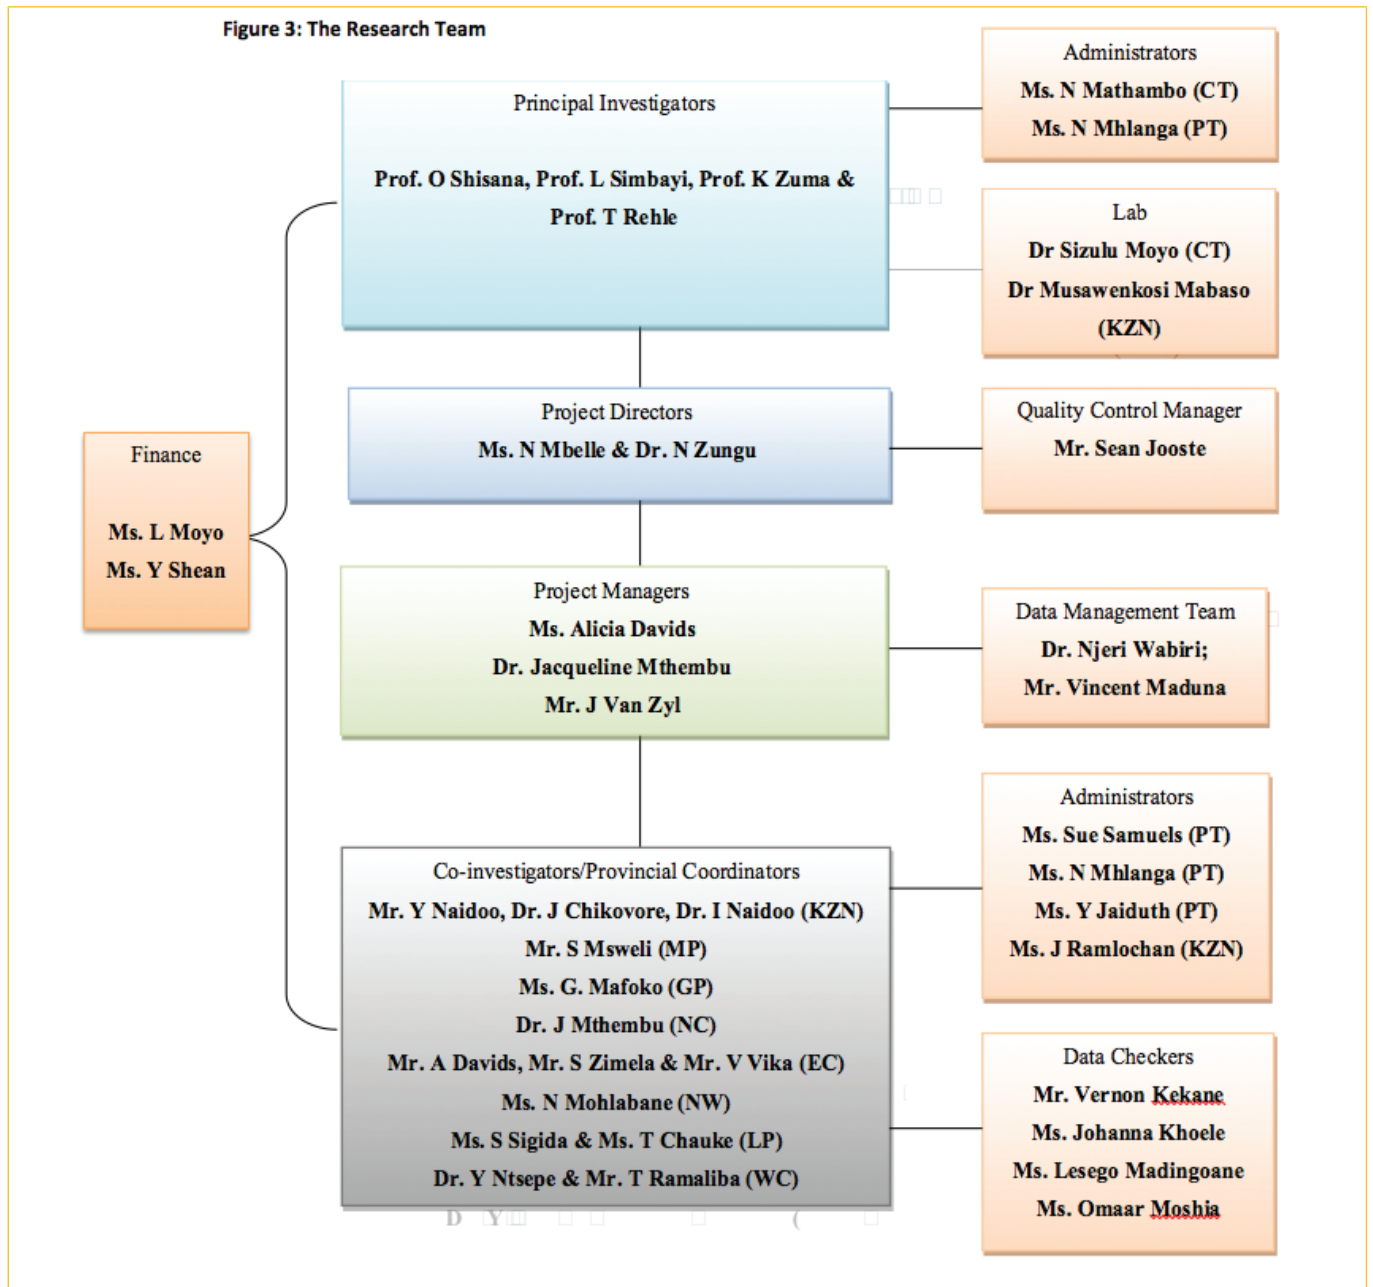 Figure 3: The Research Team
Principal Investigators
Prof. O Shisana, Prof. L Simbayi, Prof. K Zuma &
Prof. T Rehle
Administrators
Ms. N Mathambo (CT)
Ms. N Mhlanga (PT)
Lab
Dr Sizulu Moyo (CT)
Dr Musawenkosi Mabaso
(KZN)
Project Directors
Ms. N Mbelle & Dr. N Zungu
Quality Control Manager
Mr. Sean Jooste
Finance
Ms. L Moyo
Ms. Y Shean
Project Managers
Ms. Alicia Davids
Dr. Jacqueline Mthembu
Mr. J Van Zyl
Data Management Team
Dr. Njeri Wabiri;
Mr. Vincent Maduna
Co-investigators/Provincial Coordinators
Mr. Y Naidoo, Dr. J Chikovore, Dr. I Naidoo (KZN)
Mr. S Msweli (MP)
Ms. G. Mafoko (GP)
Dr. J Mthembu (NC)
Mr. A Davids, Mr. S Zimela & Mr. V Vika (EC)
Ms. N Mohlabane (NW)
Ms. S Sigida & Ms. T Chauke (LP)
Dr. Y Ntsepe & Mr. T Ramaliba (WC)
Administrators
Ms. Sue Samuels (PT)
Ms. N Mhlanga (PT)
Ms. Y Jaiduth (PT)
Ms. J Ramlochan (KZN)
Data Checkers
Mr. Vernon Kekane
Ms. Johanna Khoele
Ms. Lesego Madingoane
Ms. Omaar Moshia